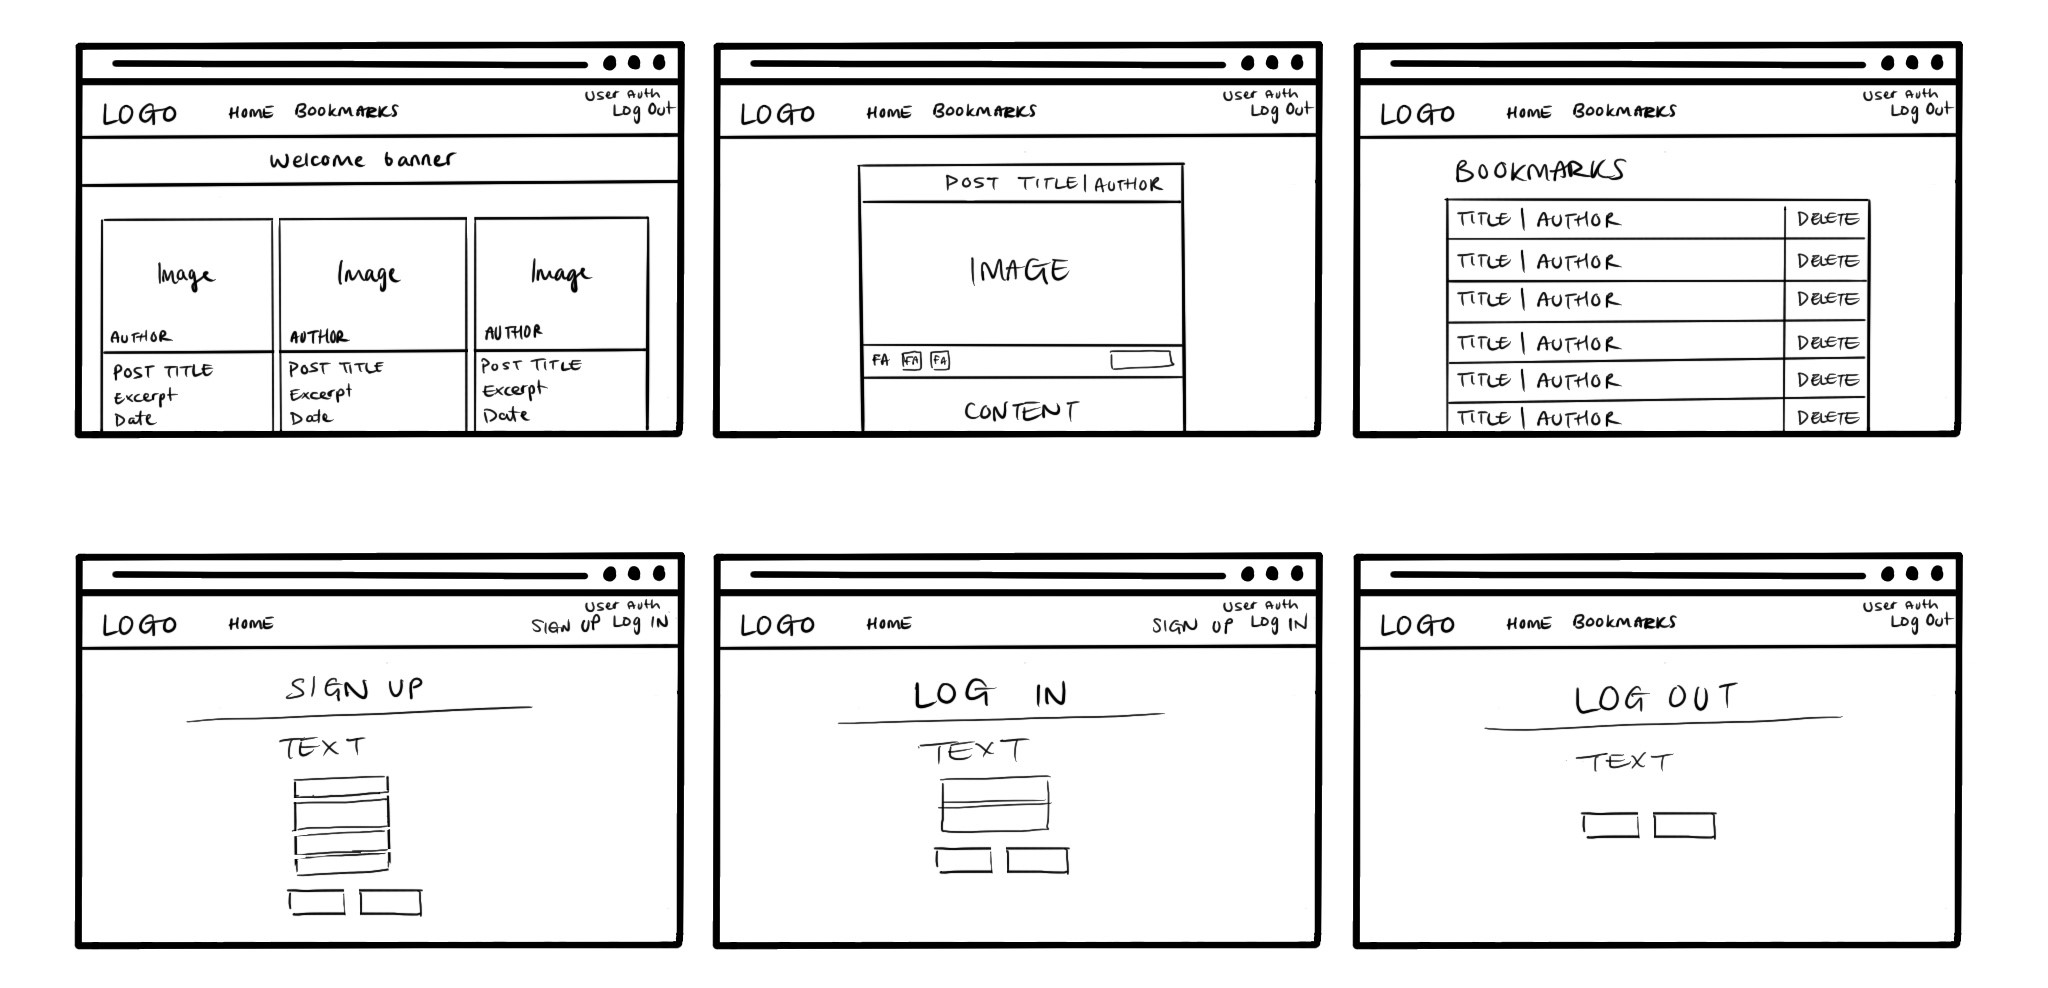 LOGO HOME BOOKMARKS User Auth Log Out
Welcome banner
Image Image Image
AUTHOR AUTHOR AUTHOR
POST TITLE POST TITLE POST TITLE
Excerpt Excerpt Excerpt
Date Date Date
LOGO HOME BOOKMARKS User Auth Log Out
POST TITLE | AUTHOR
IMAGE
FA FA FA
CONTENT
LOGO HOME BOOKMARKS User Auth Log Out
BOOKMARKS
TITLE | AUTHOR DELETE
TITLE | AUTHOR DELETE
TITLE | AUTHOR DELETE
TITLE | AUTHOR DELETE
TITLE | AUTHOR DELETE
TITLE | AUTHOR DELETE
LOGO HOME User Auth SIGN UP Log IN
SIGN UP
TEXT
LOGO HOME User Auth SIGN UP Log IN
LOG IN
TEXT
LOGO HOME BOOKMARKS User Auth Log Out
LOG OUT
TEXT